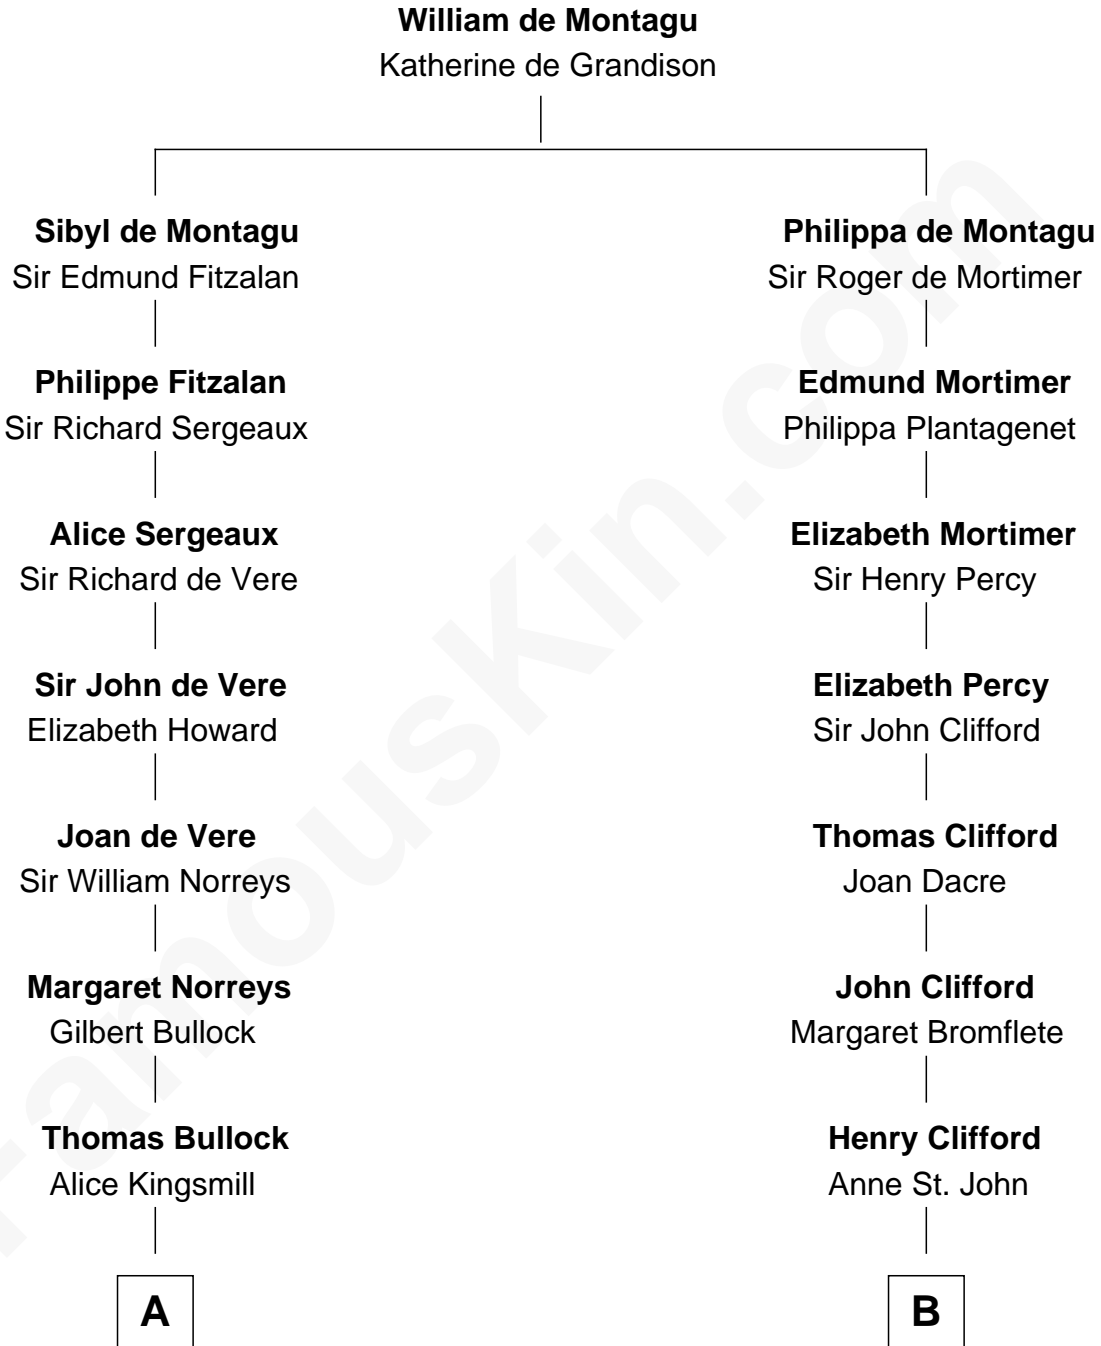 William de Montagu
Katherine de Grandison
Sibyl de Montagu
Sir Edmund Fitzalan
Philippa de Montagu
Sir Roger de Mortimer
Philippe Fitzalan
Sir Richard Sergeaux
Edmund Mortimer
Philippa Plantagenet
Alice Sergeaux
Sir Richard de Vere
Elizabeth Mortimer
Sir Henry Percy
Sir John de Vere
Elizabeth Howard
Elizabeth Percy
Sir John Clifford
Joan de Vere
Sir William Norreys
Thomas Clifford
Joan Dacre
Margaret Norreys
Gilbert Bullock
John Clifford
Margaret Bromflete
Thomas Bullock
Alice Kingsmill
Henry Clifford
Anne St. John
A
B
FamousKin.com